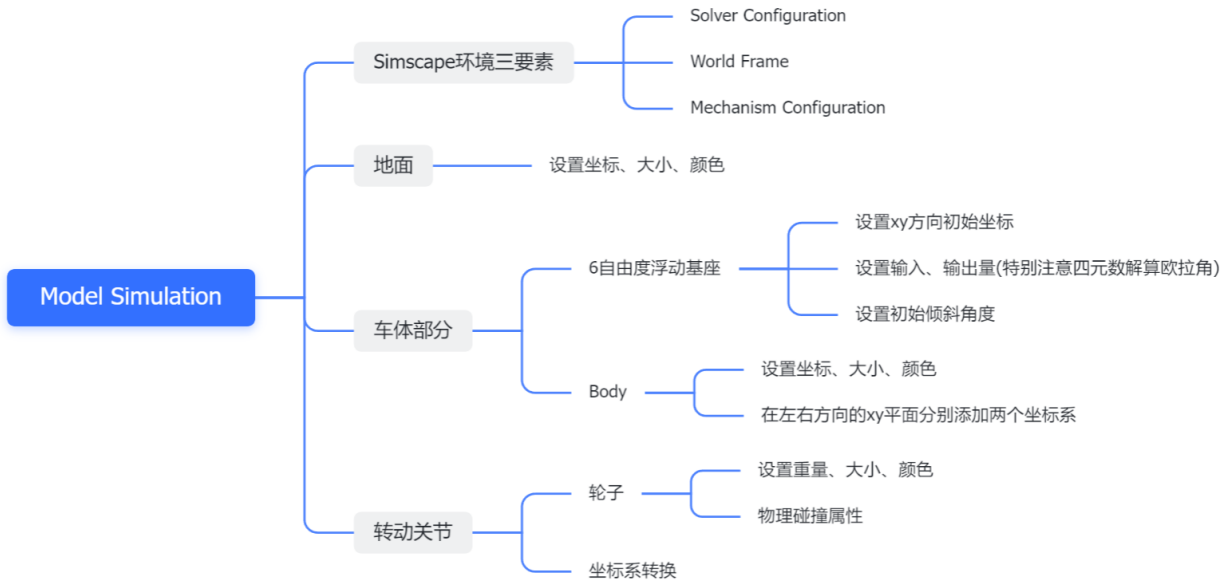 Model Simulation
Simscape环境三要素
Solver Configuration
World Frame
Mechanism Configuration
地面
设置坐标、大小、颜色
车体部分
6自由度浮动基座
设置xy方向初始坐标
设置输入、输出量(特别注意四元数解算欧拉角)
设置初始倾斜角度
Body
设置坐标、大小、颜色
在左右方向的xy平面分别添加两个坐标系
转动关节
轮子
设置重量、大小、颜色
物理碰撞属性
坐标系转换